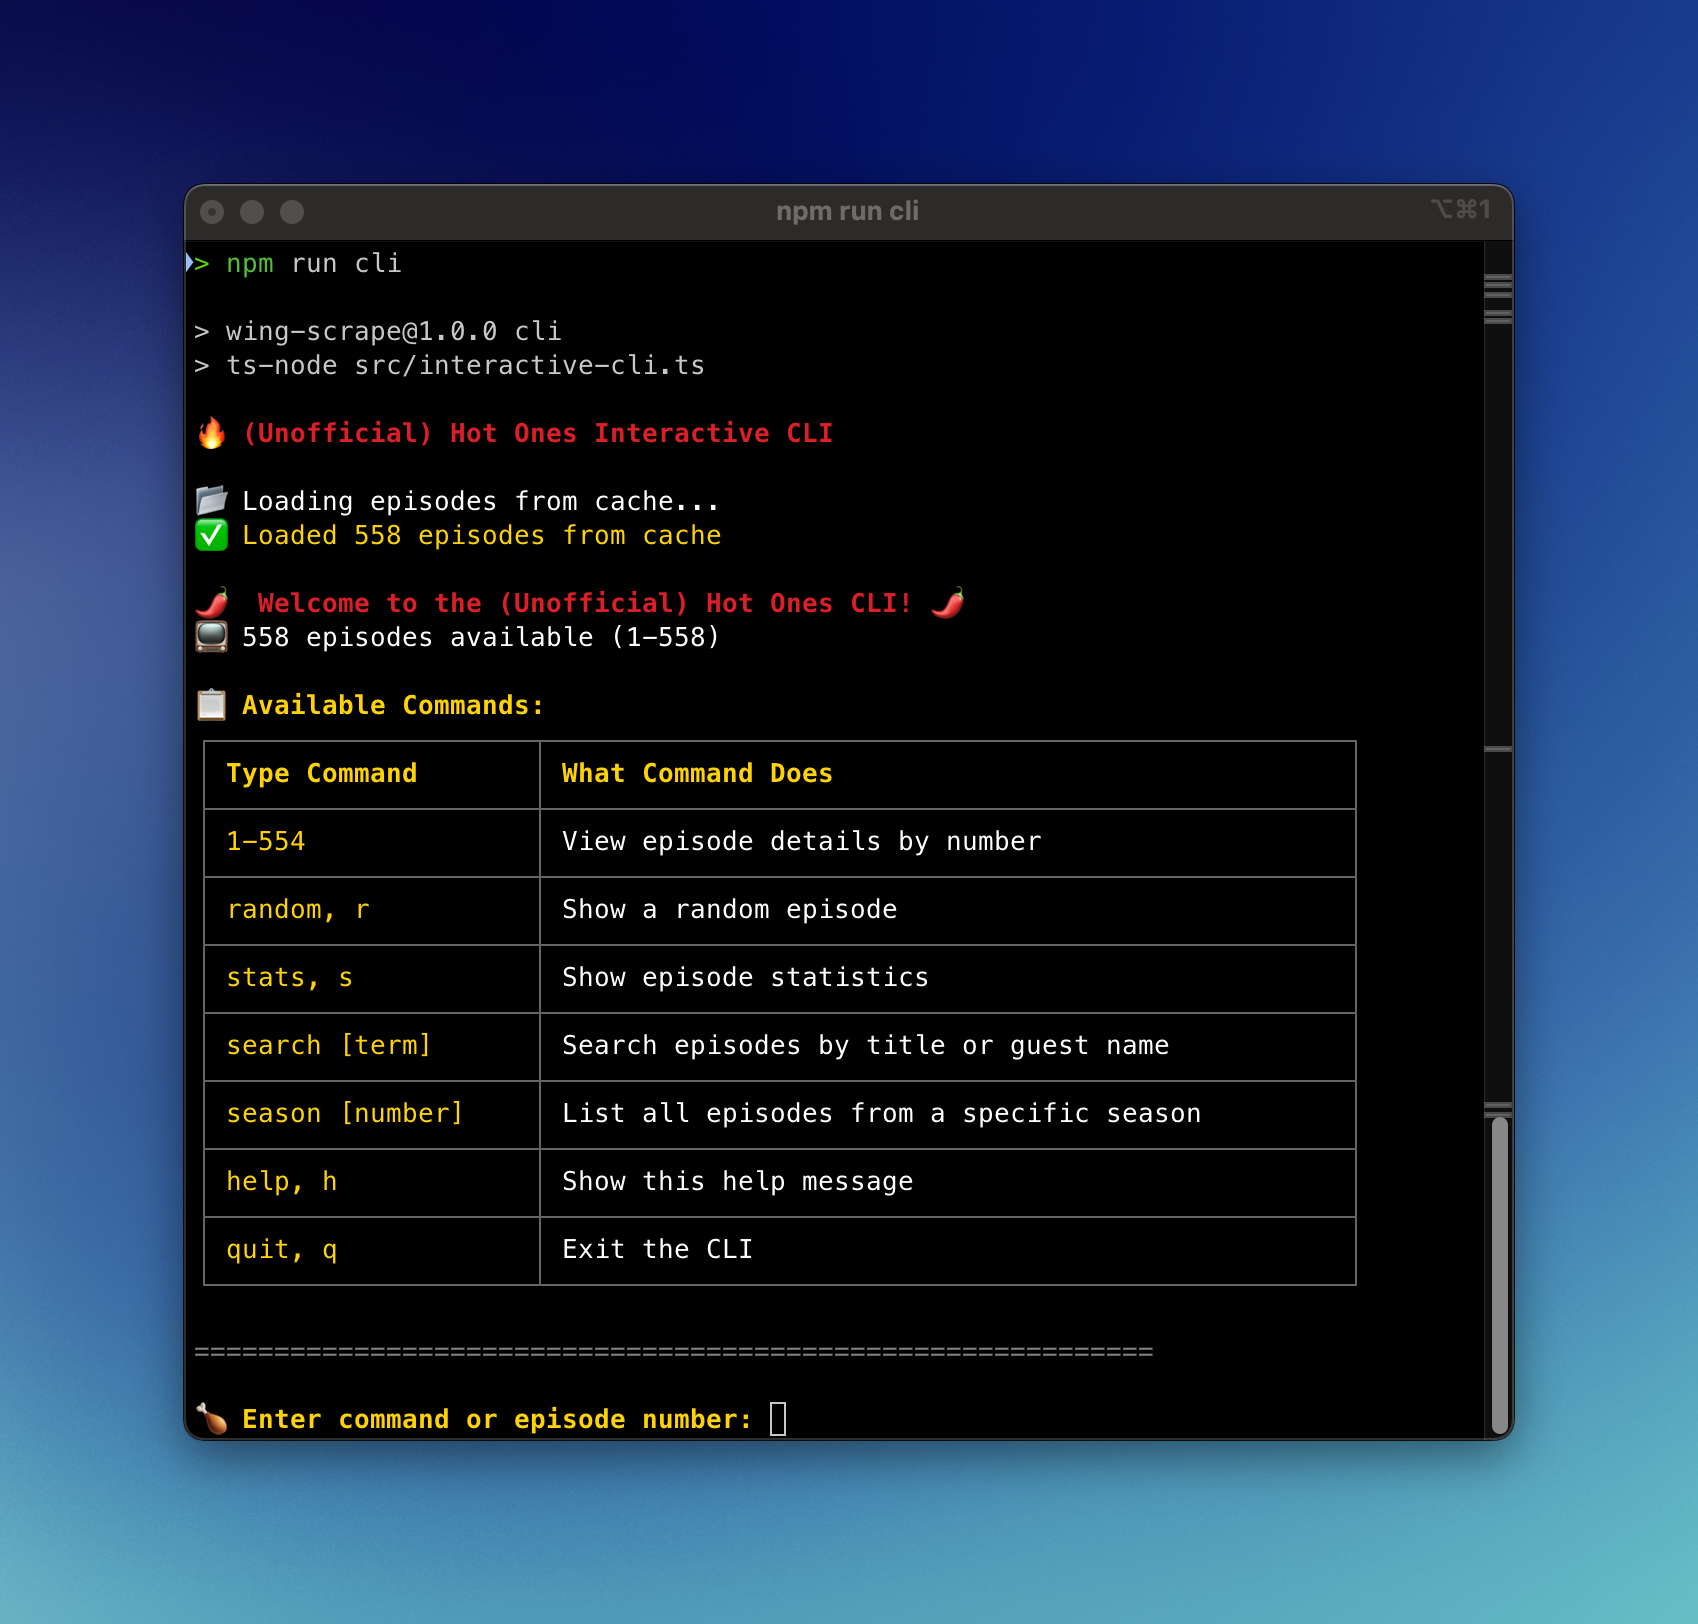 npm run cli
⌥⌘1
> npm run cli
> wing-scrape@1.0.0 cli
> ts-node src/interactive-cli.ts
🔥 (Unofficial) Hot Ones Interactive CLI
📂 Loading episodes from cache...
✅ Loaded 558 episodes from cache
🌶️ Welcome to the (Unofficial) Hot Ones CLI! 🌶️
📺 558 episodes available (1-558)
📋 Available Commands:
Type Command What Command Does
1-554 View episode details by number
random, r Show a random episode
stats, s Show episode statistics
search [term] Search episodes by title or guest name
season [number] List all episodes from a specific season
help, h Show this help message
quit, q Exit the CLI
============================================================
🍗 Enter command or episode number: